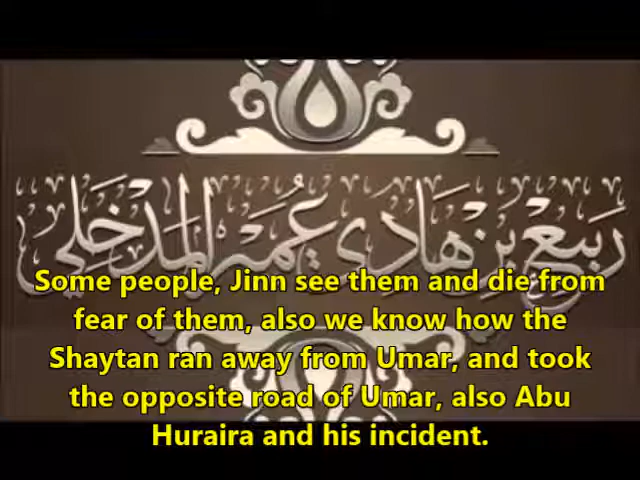 ربيع بن هادي عمير المدخلي
Some people, Jinn see them and die from
fear of them, also we know how the
Shaytan ran away from Umar, and took
the opposite road of Umar, also Abu
Huraira and his incident.